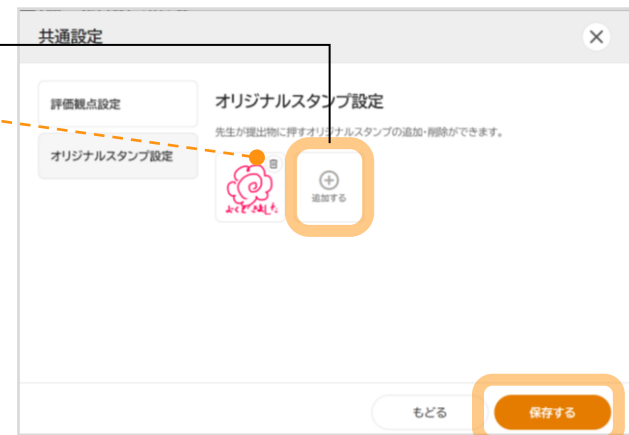 共通設定
評価観点設定
オリジナルスタンプ設定
オリジナルスタンプ設定
先生が提出物に押すオリジナルスタンプの追加・削除ができます。
よくできました
追加する
もどる
保存する